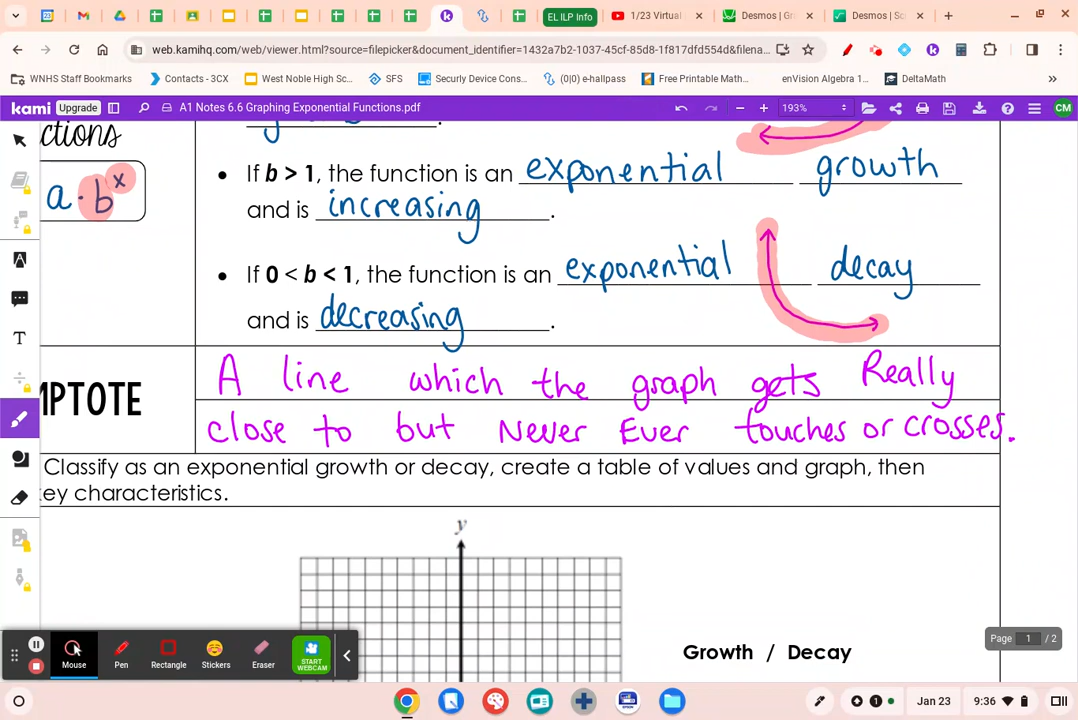 EL ILP Info
1/23 Virtual
Desmos | Gr
Desmos | Sc
web.kamihq.com/web/viewer.html?source=filepicker&document_identifier=1432a7b2-1037-45cf-85d8-1f817dfd554d&filena...
WNHS Staff Bookmarks
Contacts - 3CX
West Noble High Sc...
SFS
Securly Device Cons...
(0|0) e-hallpass
Free Printable Math...
enVision Algebra 1...
DeltaMath
kami
Upgrade
A1 Notes 6.6 Graphing Exponential Functions.pdf
193%
CM
ctions
a · b^x
• If b > 1, the function is an exponential growth
and is increasing.
• If 0 < b < 1, the function is an exponential decay
and is decreasing.
MPTOTE
A line which the graph gets Really
close to but Never Ever touches or crosses.
Classify as an exponential growth or decay, create a table of values and graph, then
key characteristics.
y
Growth / Decay
Page 1 / 2
Mouse
Pen
Rectangle
Stickers
Eraser
START
WEBCAM
1
Jan 23
9:36